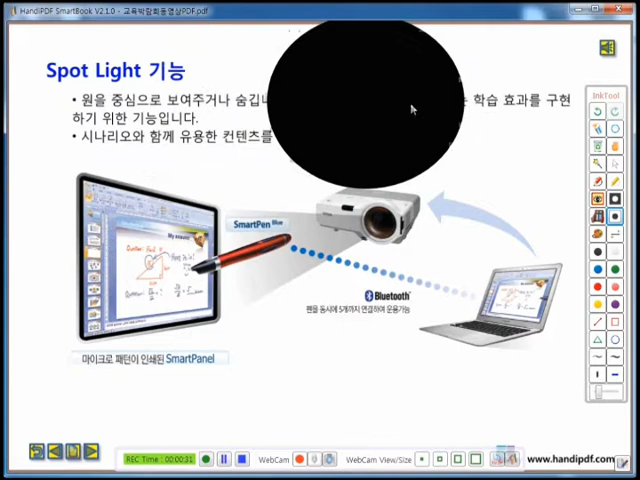 HandiPDF SmartBook V2.1.0 - 교육박람회동영상PDF.pdf
Spot Light 기능
InkTool
• 원을 중심으로 보여주거나 숨깁니 학습 효과를 구현
하기 위한 기능입니다.
• 시나리오와 함께 유용한 컨텐츠를
My answer
SmartPen Blue
Bluetooth
펜을 동시에 5개까지 연결하여 운용가능
마이크로 패턴이 인쇄된 SmartPanel
REC Time : 00:00:31 WebCam WebCam View/Size www.handipdf.com